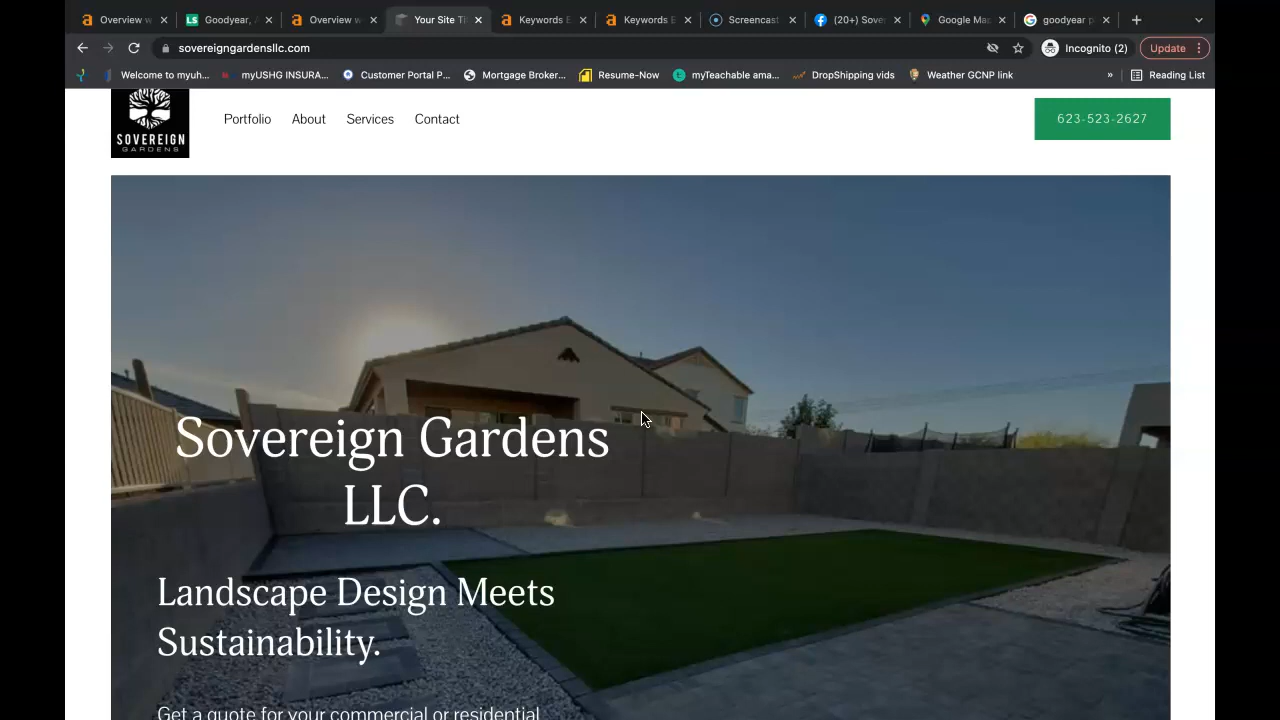 Overview w
Goodyear, A
Overview w
Your Site Ti
Keywords E
Keywords E
Screencast
(20+) Sove
Google Ma
goodyear p
sovereigngardensllc.com
Incognito (2)
Update
Welcome to myuh...
myUSHG INSURA...
Customer Portal P...
Mortgage Broker...
Resume-Now
myTeachable ama...
DropShipping vids
Weather GCNP link
»
Reading List
SOVEREIGN
GARDENS
Portfolio
About
Services
Contact
623-523-2627
Sovereign Gardens
LLC.
Landscape Design Meets
Sustainability.
Get a quote for your commercial or residential